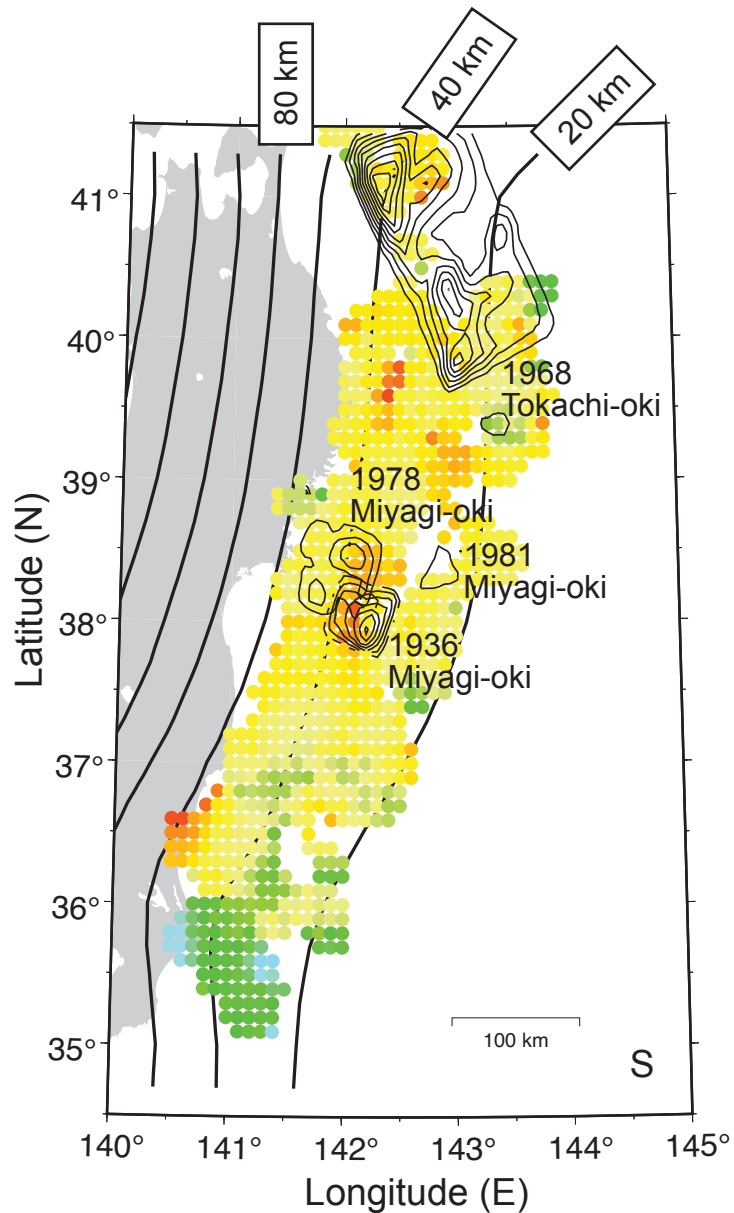 80 km
40 km
20 km
41°
40°
39°
38°
37°
36°
35°
Latitude (N)
1968
Tokachi-oki
1978
Miyagi-oki
1981
Miyagi-oki
1936
Miyagi-oki
100 km
S
140°
141°
142°
143°
144°
145°
Longitude (E)